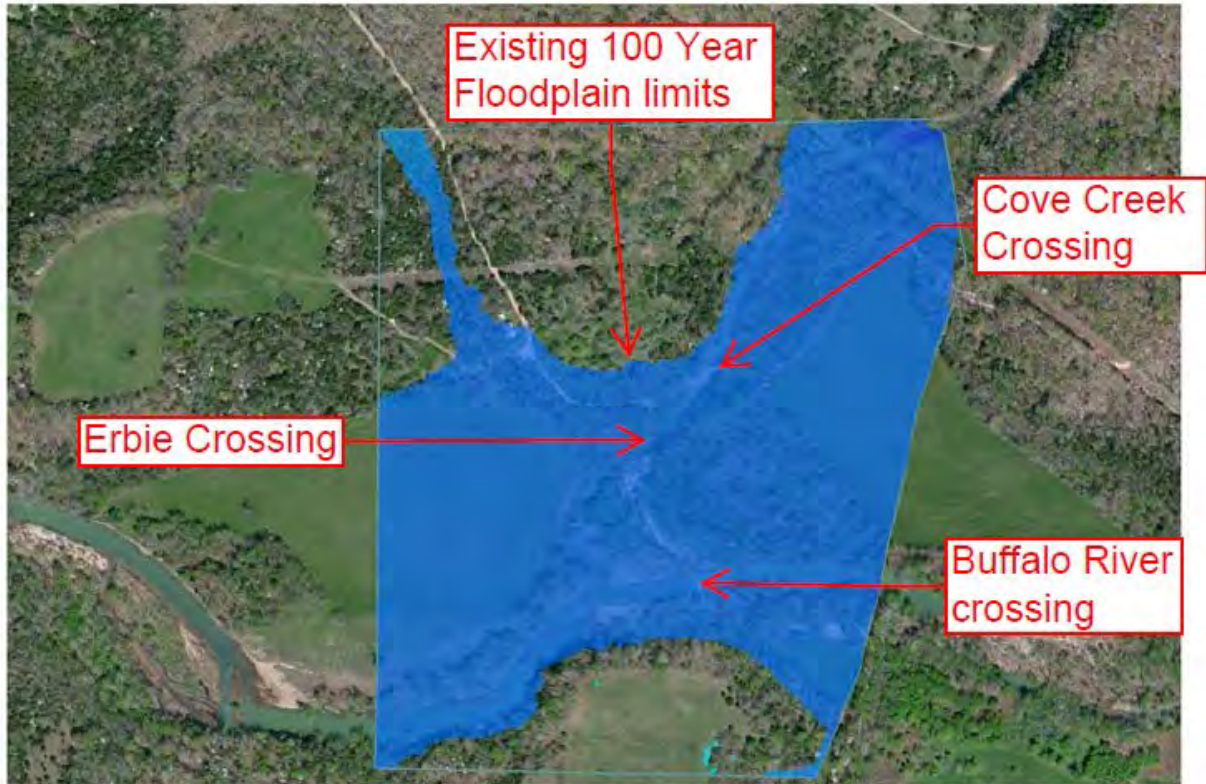 Existing 100 Year
Floodplain limits
Cove Creek
Crossing
Erbie Crossing
Buffalo River
crossing